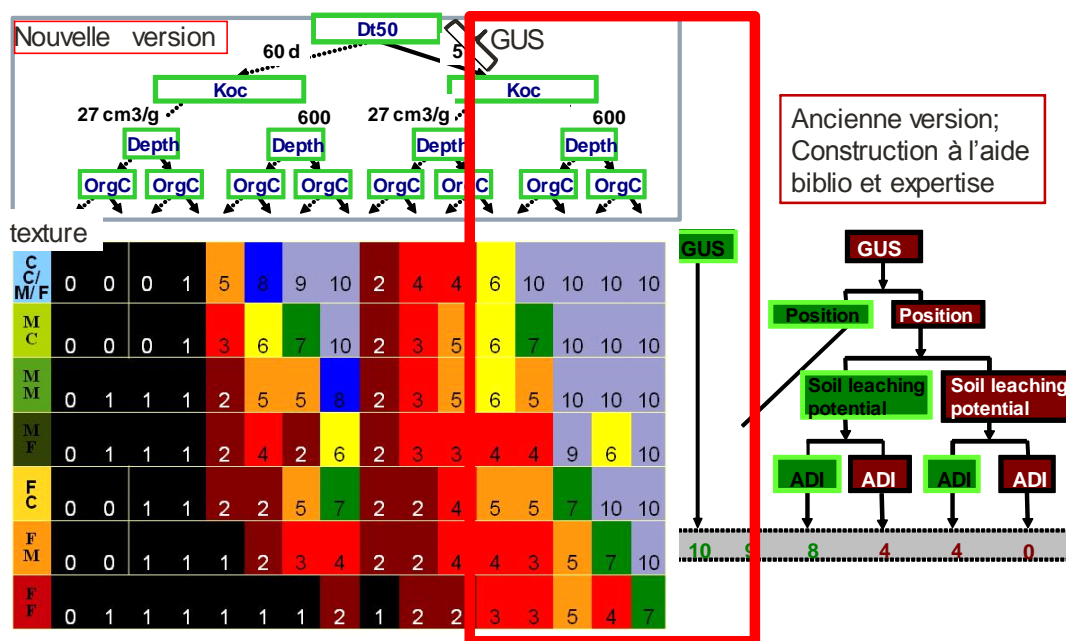 Nouvelle version
Dt50
GUS
60 d
5
Koc
Koc
27 cm3/g
600
27 cm3/g
600
Depth
Depth
Depth
Depth
OrgC
OrgC
OrgC
OrgC
OrgC
OrgC
OrgC
OrgC
texture
Ancienne version;
Construction à l'aide
biblio et expertise
C
C/
M/ F
0 0 0 1 5 8 9 10 2 4 4 6 10 10 10 10
M
C
0 0 0 1 3 6 7 10 2 3 5 6 7 10 10 10
M
M
0 1 1 1 2 5 5 8 2 3 5 6 5 10 10 10
M
F
0 1 1 1 2 4 2 6 2 3 3 4 4 9 6 10
F
C
0 0 1 1 2 2 5 7 2 2 4 5 5 7 10 10
F
M
0 0 1 1 1 2 3 4 2 2 4 4 3 5 7 10
F
F
0 1 1 1 1 1 1 2 1 2 2 3 3 5 4 7
GUS
GUS
Position
Position
Soil leaching
potential
Soil leaching
potential
ADI
ADI
ADI
ADI
10 9 8 4 4 0